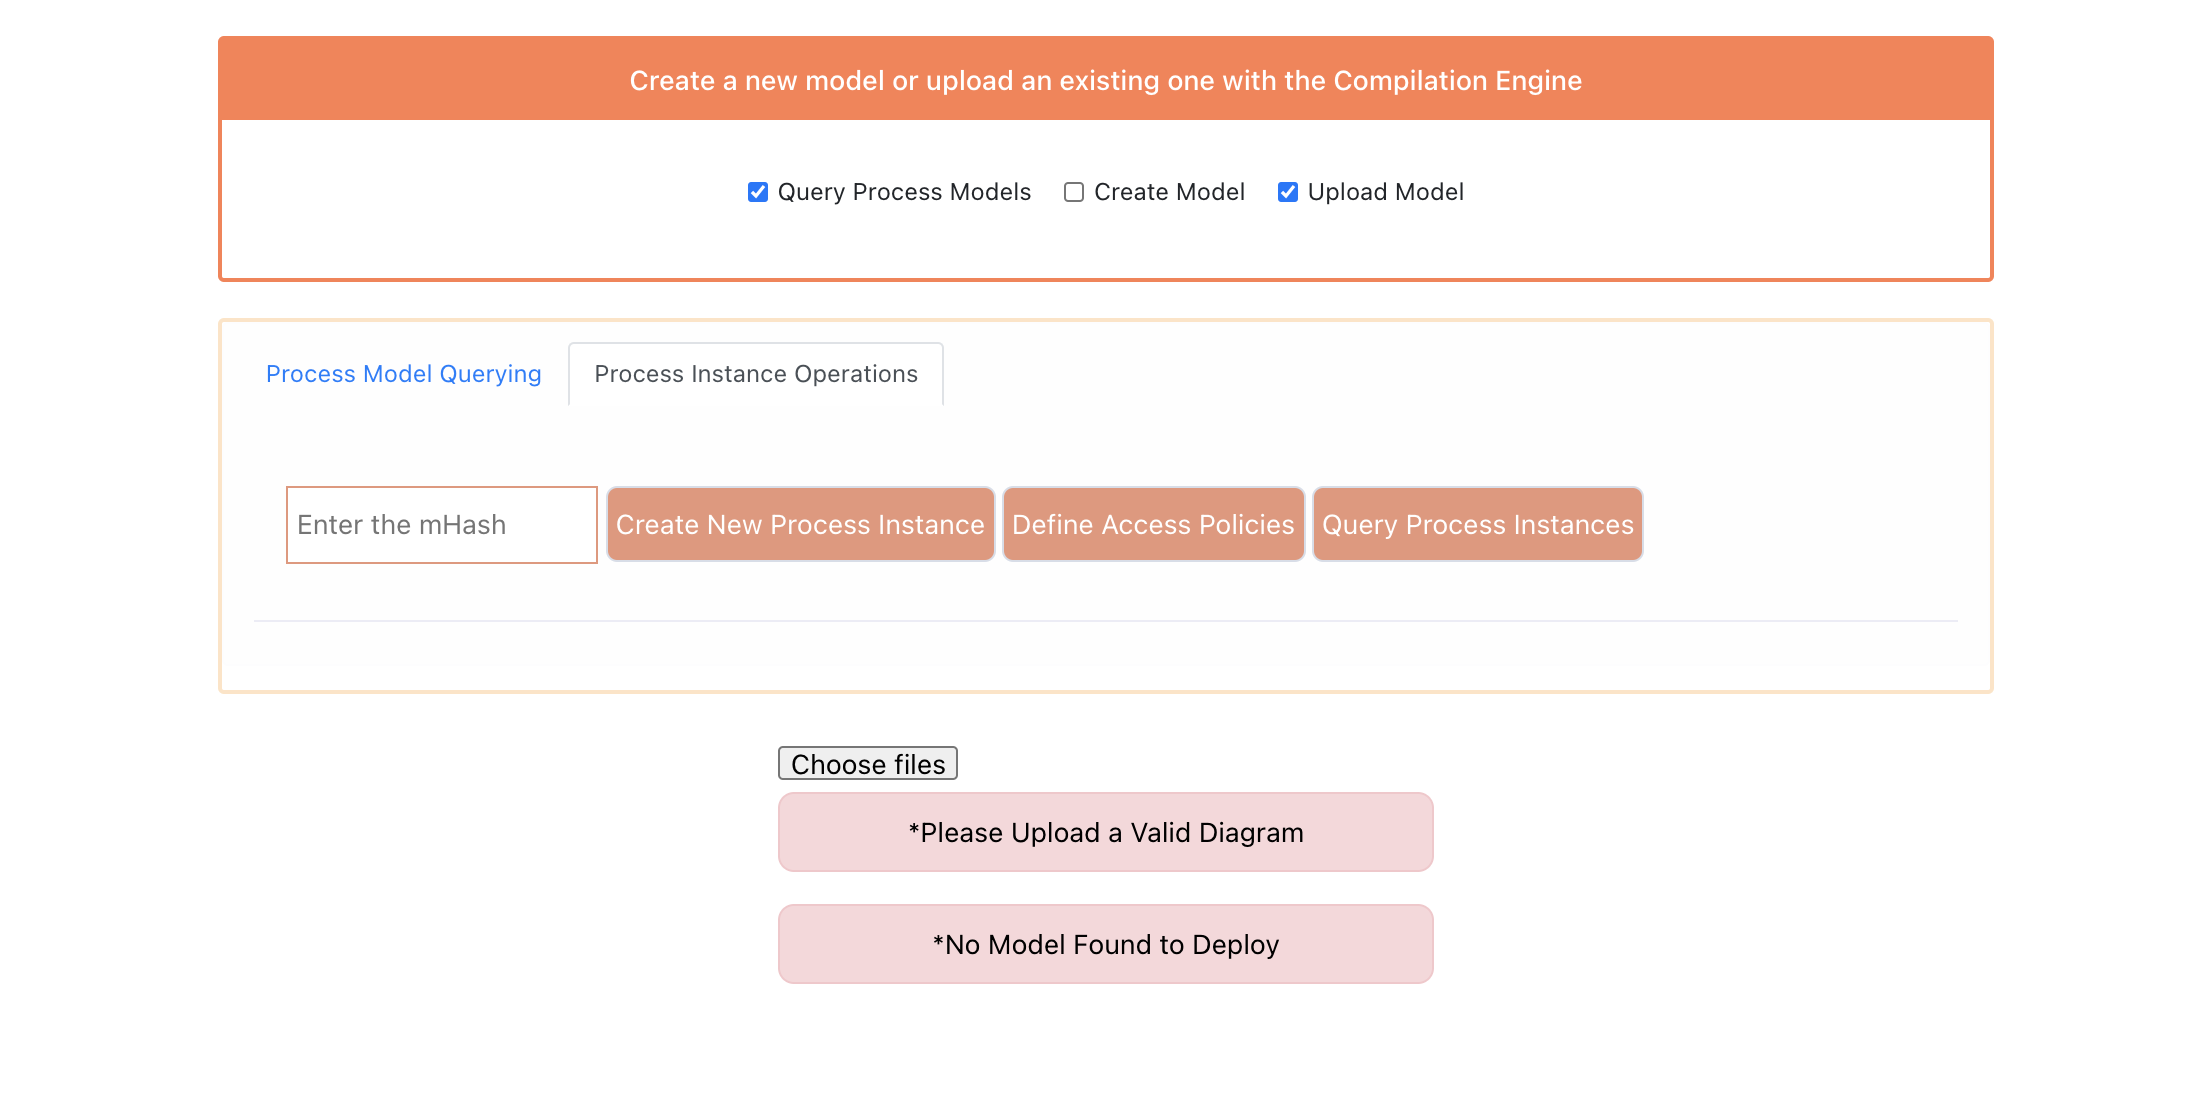 Create a new model or upload an existing one with the Compilation Engine
Query Process Models Create Model Upload Model
Process Model Querying Process Instance Operations
Enter the mHash Create New Process Instance Define Access Policies Query Process Instances
Choose files
*Please Upload a Valid Diagram
*No Model Found to Deploy